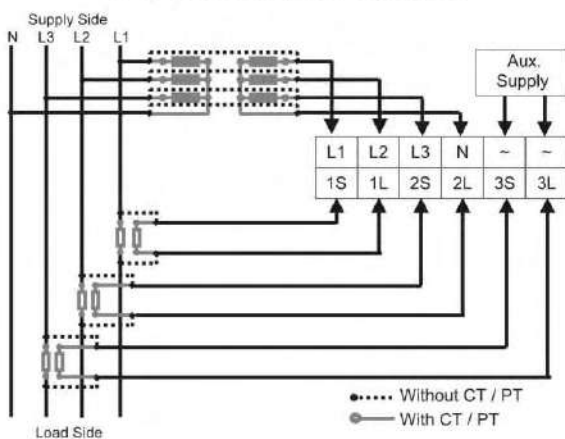 Supply Side
N L3 L2 L1
Aux.
Supply
L1 L2 L3 N ~ ~
1S 1L 2S 2L 3S 3L
Without CT / PT
With CT / PT
Load Side